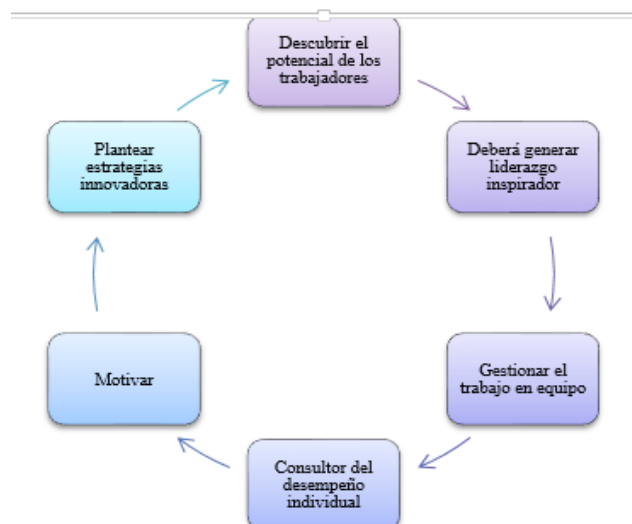 Descubrir el
potencial de los
trabajadores
Deberá generar
liderazgo
inspirador
Gestionar el
trabajo en equipo
Consultor del
desempeño
individual
Motivar
Plantear
estrategias
innovadoras